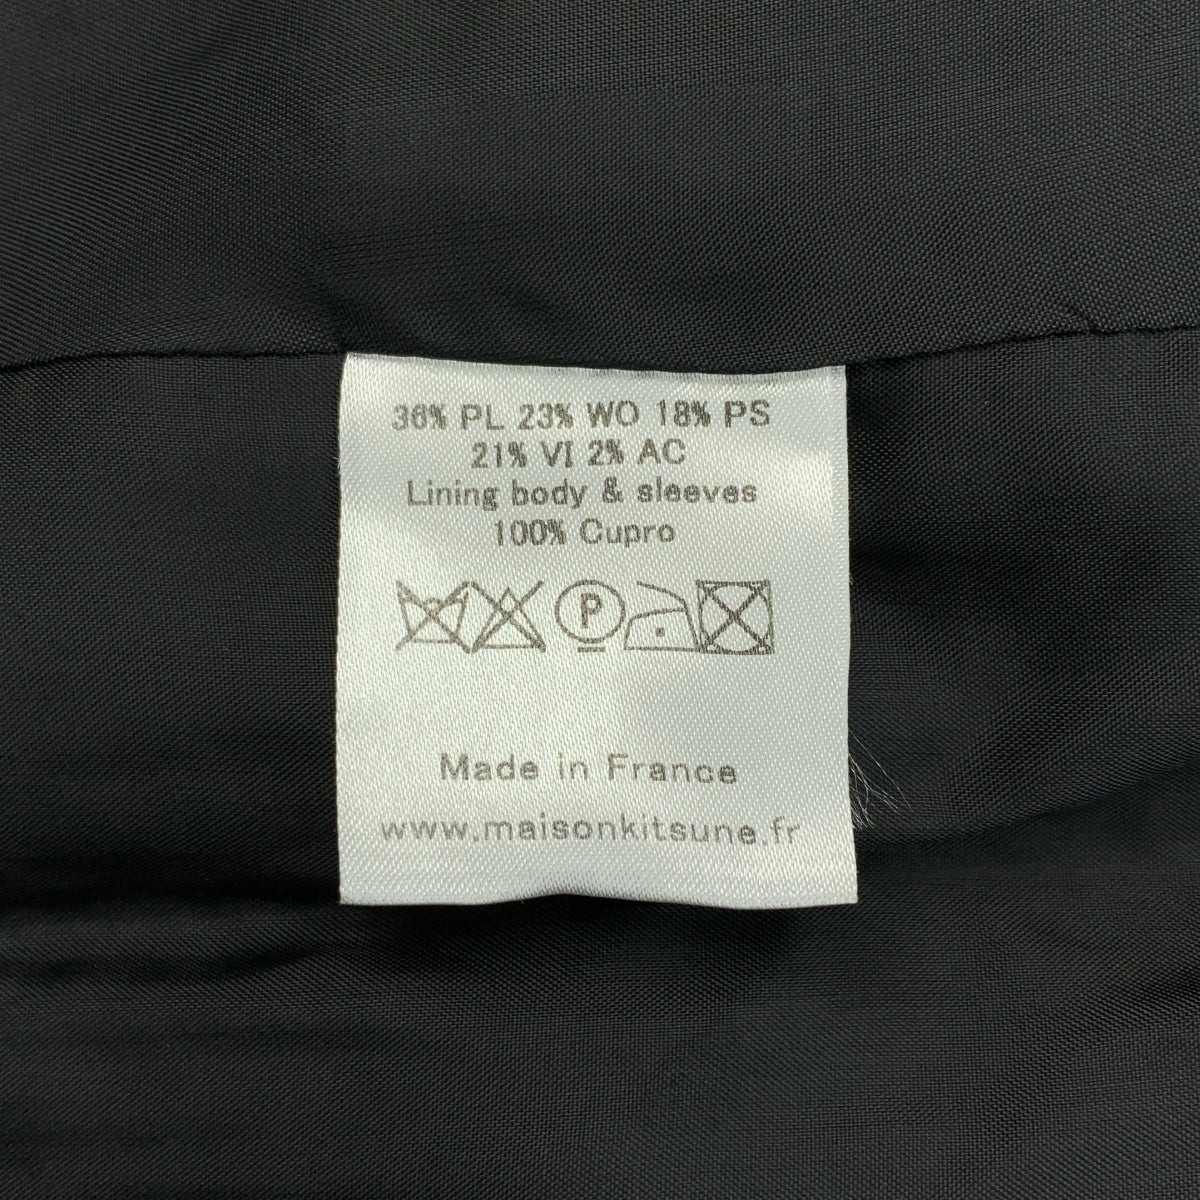 36% PL 23% WO 18% PS
21% VI 2% AC
Lining body & sleeves
100% Cupro
P
Made in France
www.maisonkitsune.fr